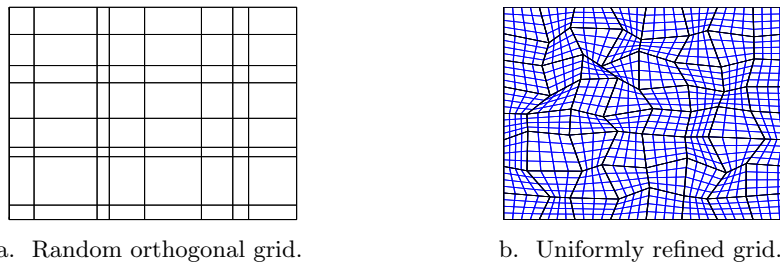 a. Random orthogonal grid.
b. Uniformly refined grid.